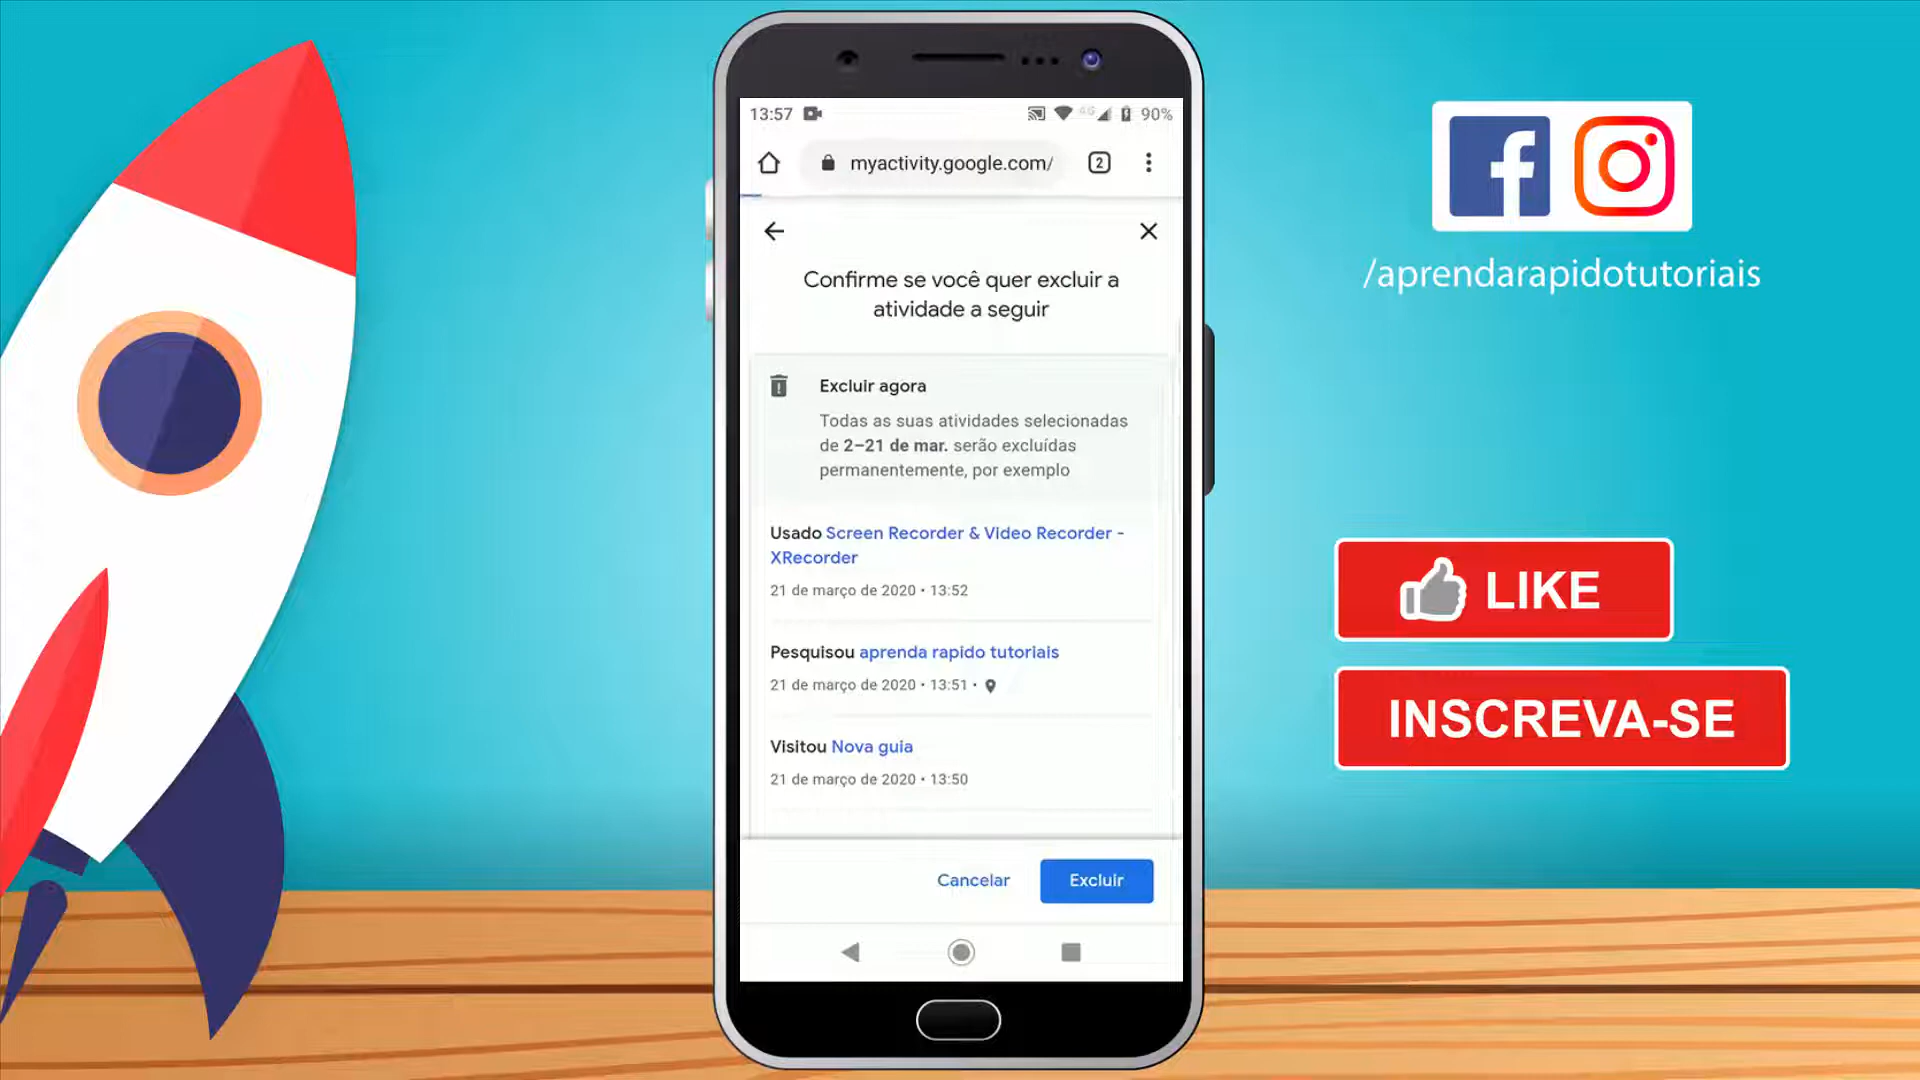 13:57
4G
90%
myactivity.google.com/
2
Confirme se você quer excluir a
atividade a seguir
Excluir agora
Todas as suas atividades selecionadas
de 2–21 de mar. serão excluídas
permanentemente, por exemplo
Usado Screen Recorder & Video Recorder -
XRecorder
21 de março de 2020 • 13:52
Pesquisou aprenda rapido tutoriais
21 de março de 2020 • 13:51 •
Visitou Nova guia
21 de março de 2020 • 13:50
Cancelar
Excluir
/aprendarapidotutoriais
LIKE
INSCREVA-SE